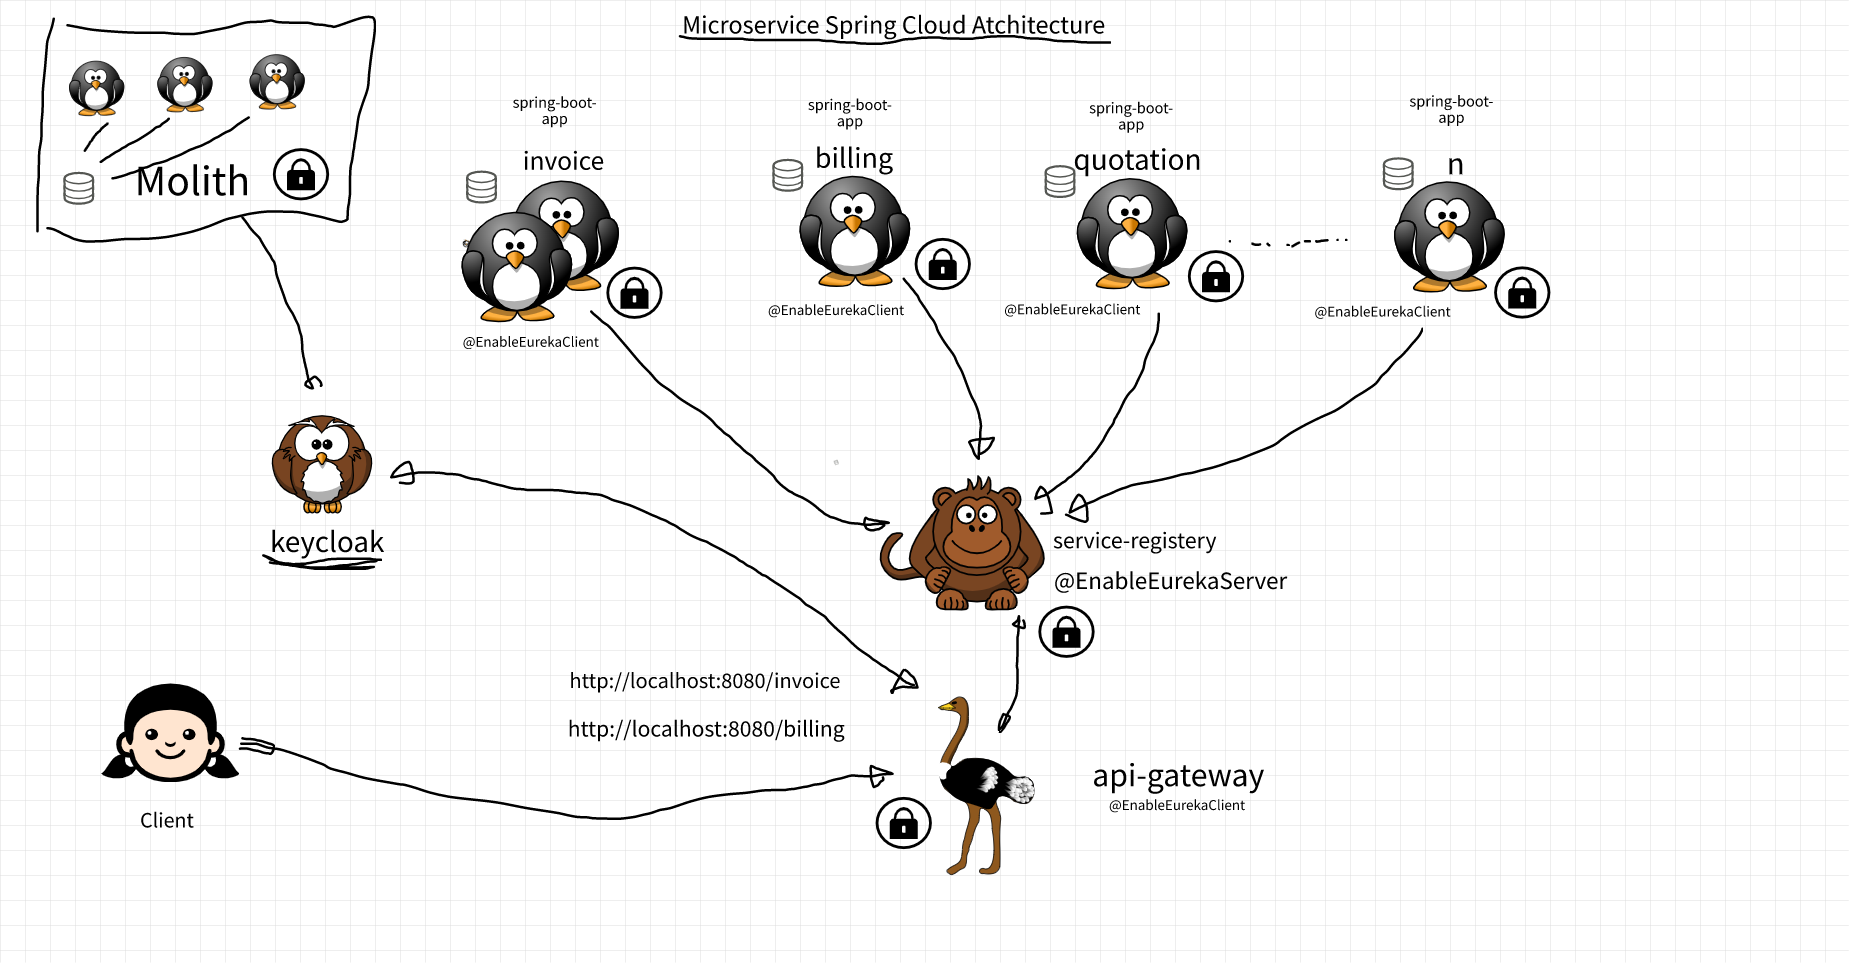 Microservice Spring Cloud Atchitecture
Molith
spring-boot-
app
invoice
@EnableEurekaClient
spring-boot-
app
billing
@EnableEurekaClient
spring-boot-
app
quotation
@EnableEurekaClient
spring-boot-
app
n
@EnableEurekaClient
keycloak
service-registery
@EnableEurekaServer
http://localhost:8080/invoice
http://localhost:8080/billing
Client
api-gateway
@EnableEurekaClient